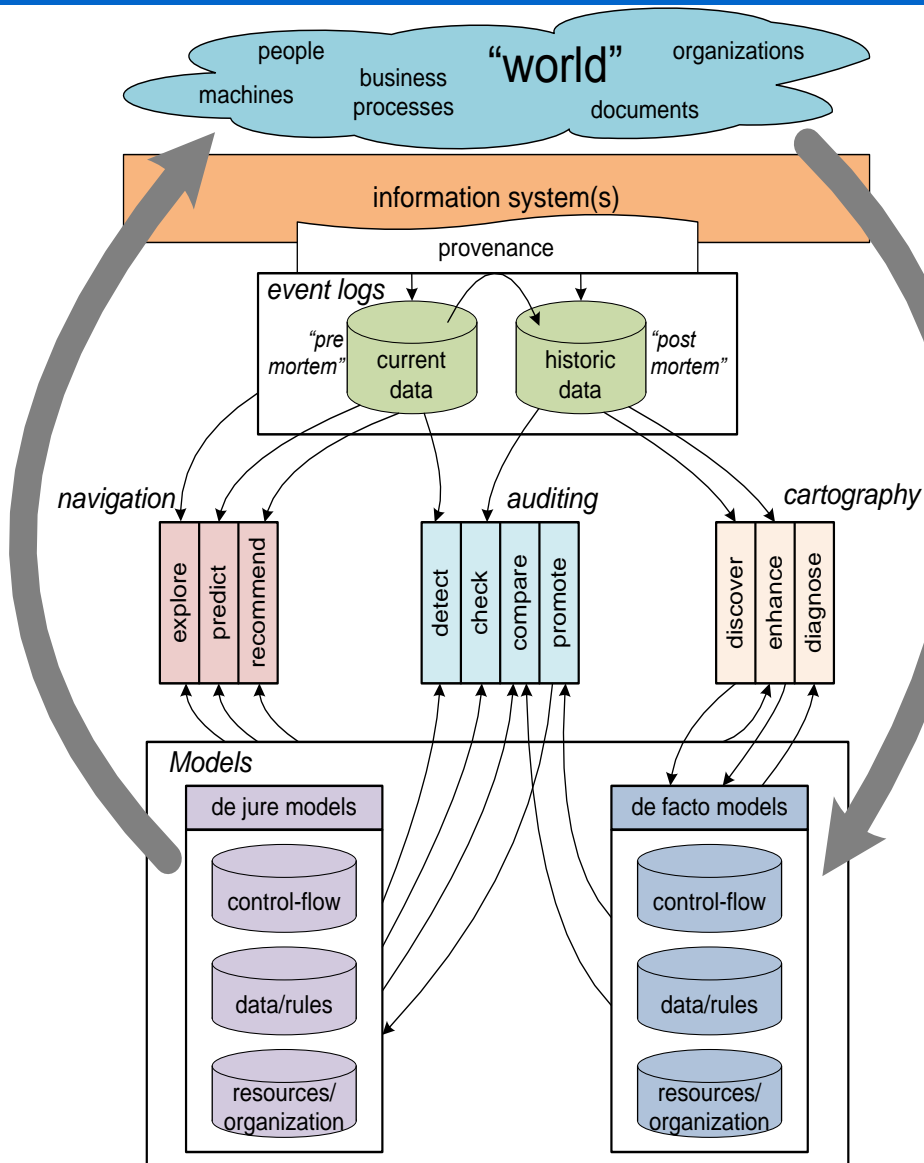 people
“world”
organizations
machines
business
processes
documents
information system(s)
provenance
event logs
“pre
mortem”
current
data
historic
data
“post
mortem”
navigation
auditing
cartography
explore
predict
recommend
detect
check
compare
promote
discover
enhance
diagnose
Models
de jure models
de facto models
control-flow
control-flow
data/rules
data/rules
resources/
organization
resources/
organization